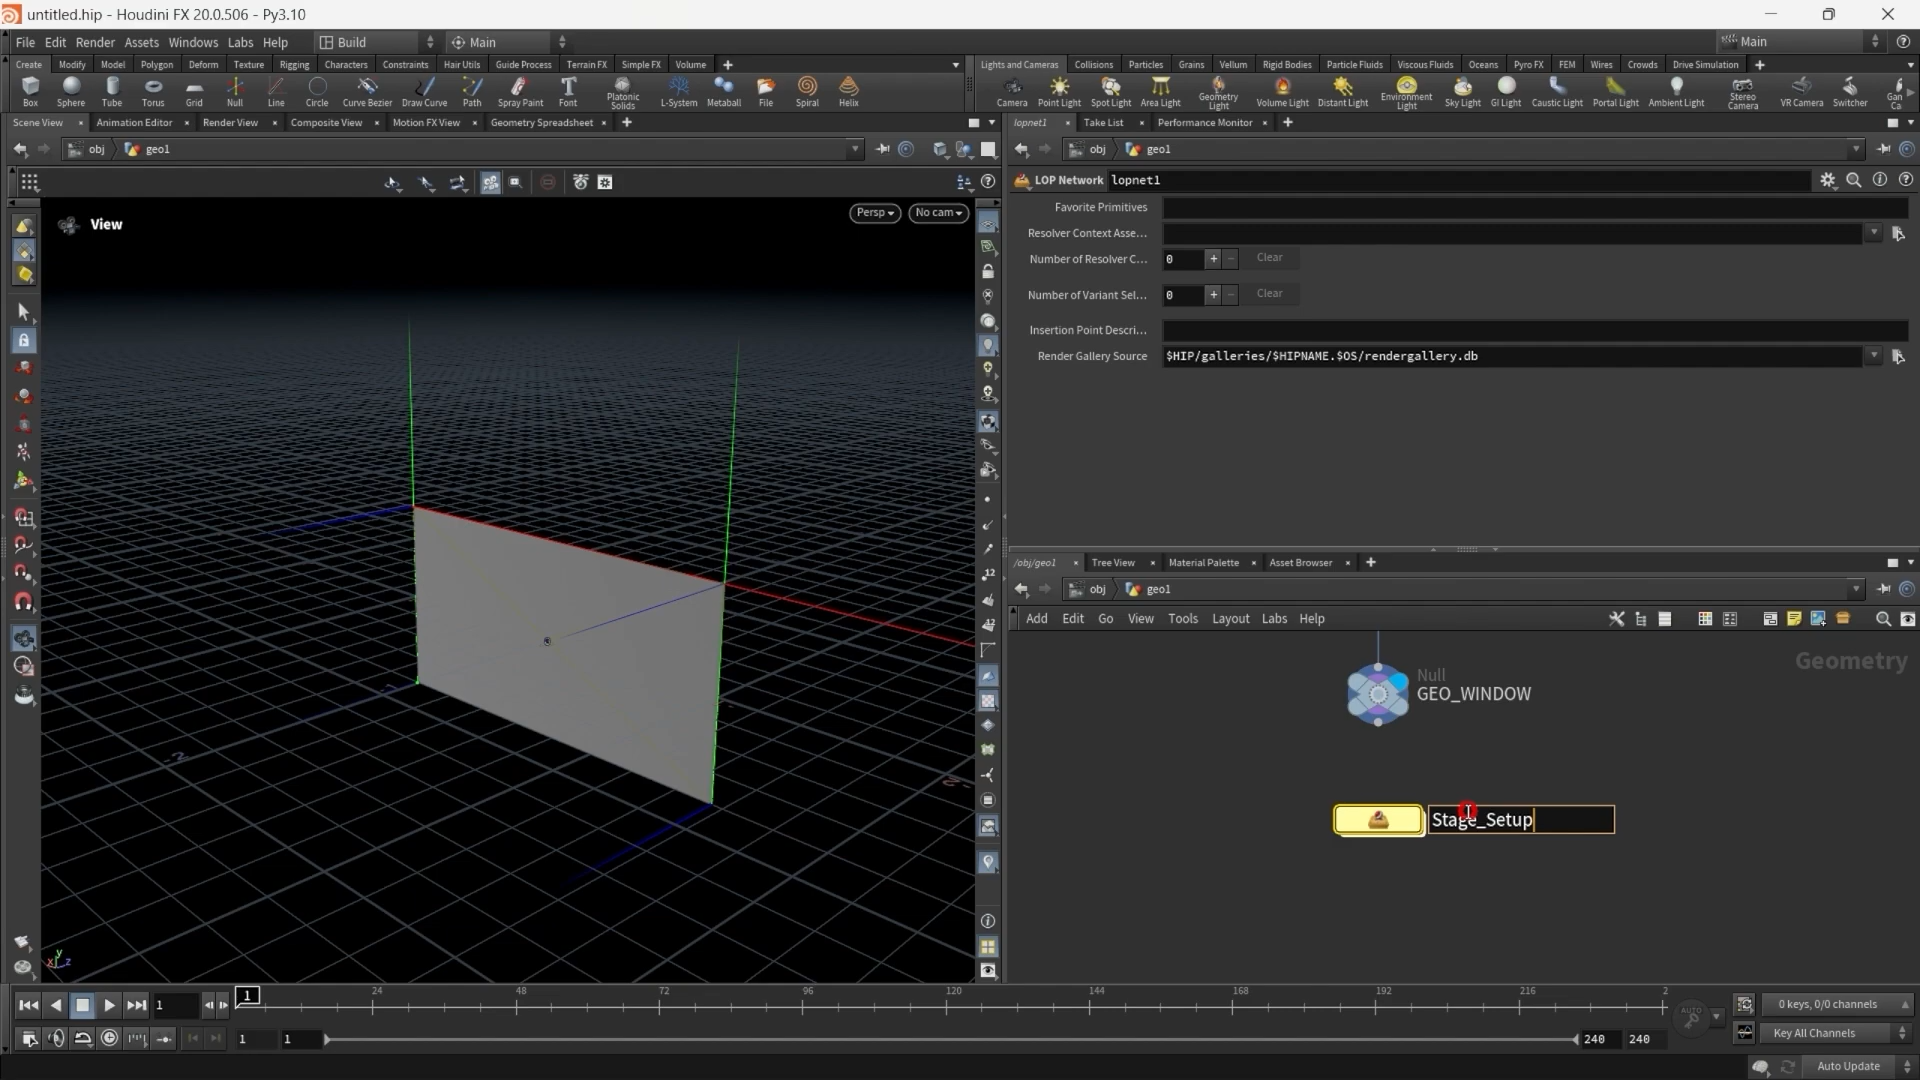 untitled.hip - Houdini FX 20.0.506 - Py3.10
File Edit Render Assets Windows Labs Help Build Main Main
Create Modify Model Polygon Deform Texture Rigging Characters Constraints Hair Utils Guide Process Terrain FX Simple FX Volume
Lights and Cameras Collisions Particles Grains Vellum Rigid Bodies Particle Fluids Viscous Fluids Oceans Pyro FX FEM Wires Crowds Drive Simulation
Box Sphere Tube Torus Grid Null Line Circle Curve Bezier Draw Curve Path Spray Paint Font Platonic Solids L-System Metaball File Spiral Helix
Camera Point Light Spot Light Area Light Geometry Light Volume Light Distant Light Environment Light Sky Light GI Light Caustic Light Portal Light Ambient Light Stereo Camera VR Camera Switcher Gan Ca
Scene View Animation Editor Render View Composite View Motion FX View Geometry Spreadsheet
lopnet1 Take List Performance Monitor
obj geo1
obj geo1
LOP Network lopnet1
View
Persp No cam
Favorite Primitives
Resolver Context Asse...
Number of Resolver C... 0 Clear
Number of Variant Sel... 0 Clear
Insertion Point Descri...
Render Gallery Source $HIP/galleries/$HIPNAME.$OS/rendergallery.db
/obj/geo1 Tree View Material Palette Asset Browser
obj geo1
Add Edit Go View Tools Layout Labs Help
Geometry
Null
GEO_WINDOW
Stage_Setup
1 1 24 48 72 96 120 144 168 192 216 2
0 keys, 0/0 channels
1 1 240 240
Key All Channels
Auto Update